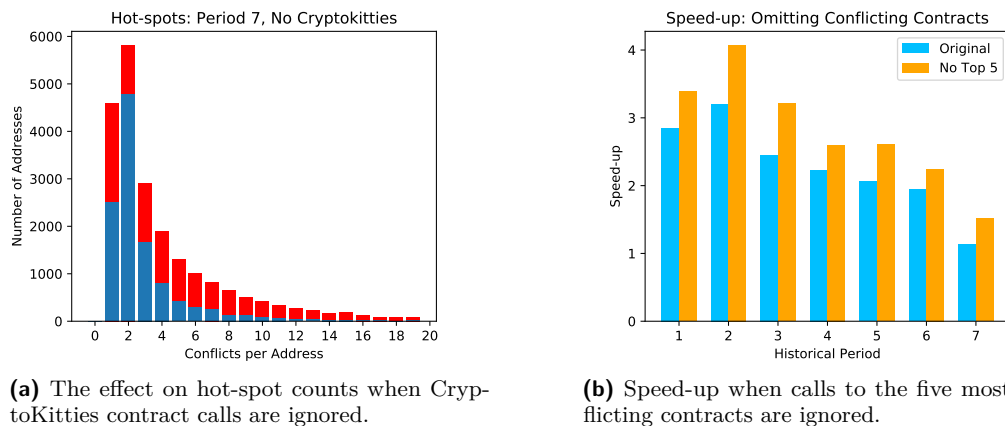 Hot-spots: Period 7, No Cryptokitties
6000
5000
4000
3000
2000
1000
0
Number of Addresses
0 2 4 6 8 10 12 14 16 18 20
Conflicts per Address
(a) The effect on hot-spot counts when Cryp-
toKitties contract calls are ignored.
Speed-up: Omitting Conflicting Contracts
Original
No Top 5
4
3
2
1
0
Speed-up
1 2 3 4 5 6 7
Historical Period
(b) Speed-up when calls to the five most
flicting contracts are ignored.